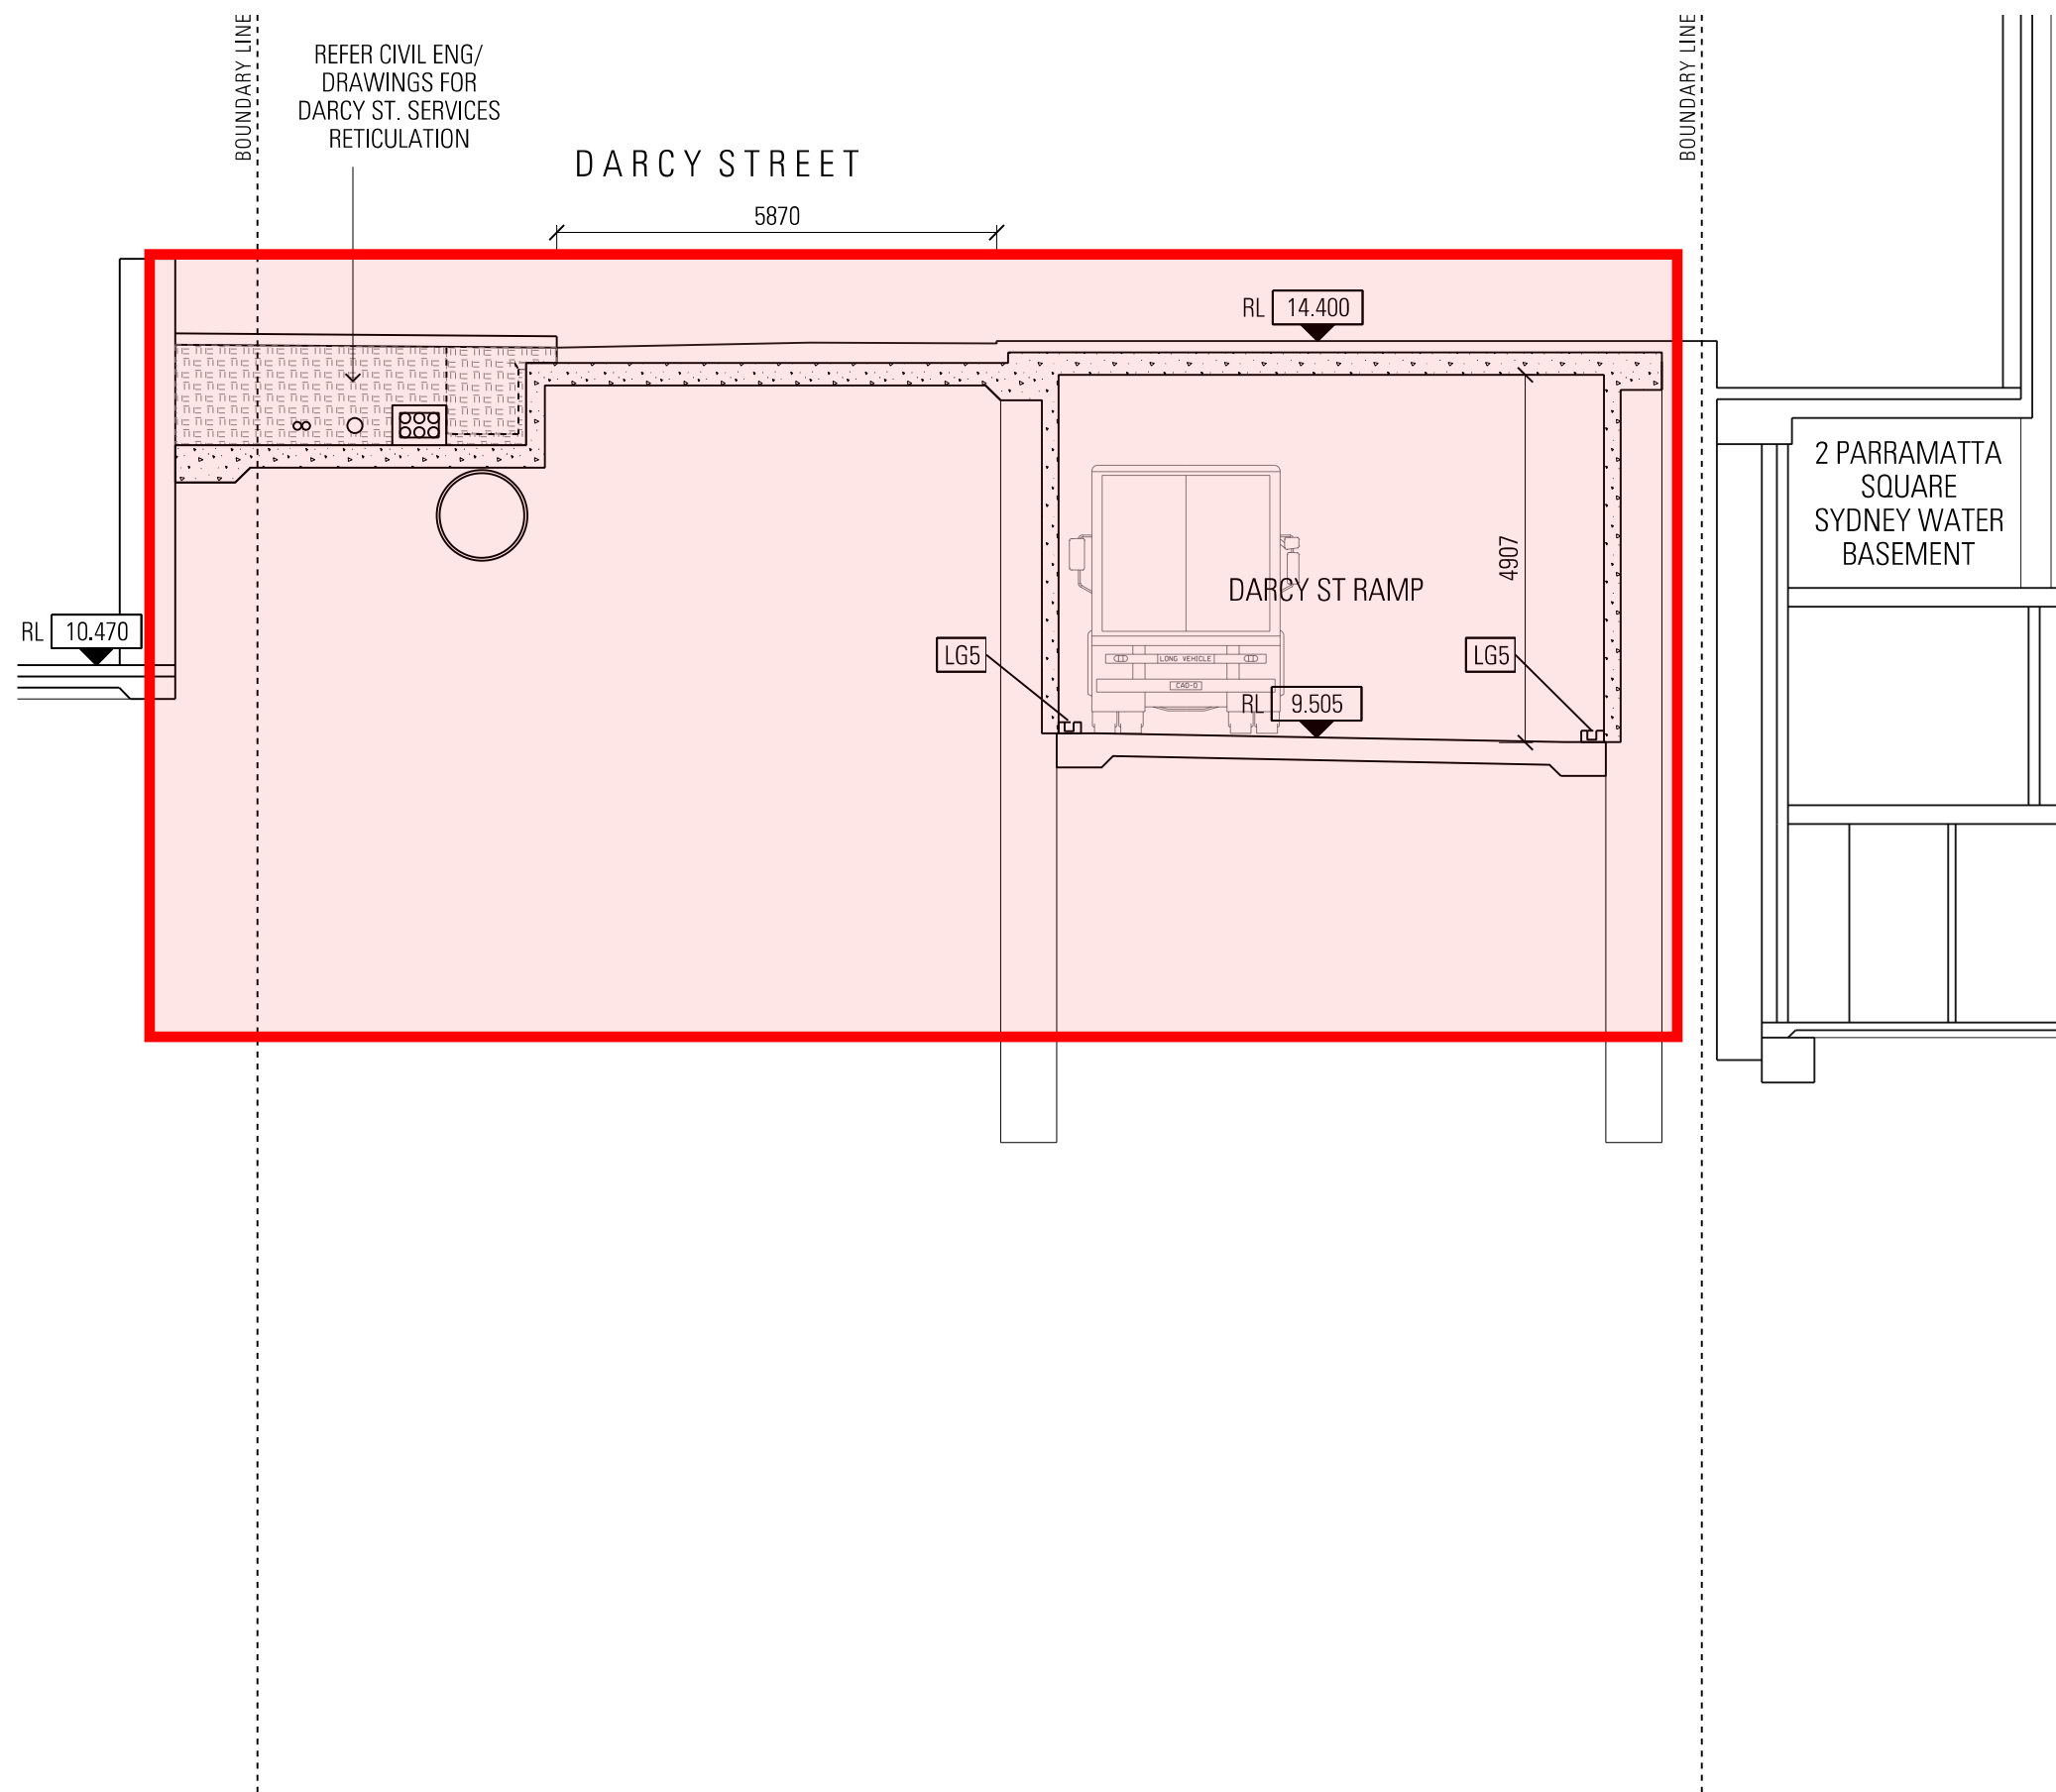 BOUNDARY LINE
REFER CIVIL ENG/
DRAWINGS FOR
DARCY ST. SERVICES
RETICULATION
BOUNDARY LINE
DARCY STREET
5870
RL 14.400
2 PARRAMATTA
SQUARE
SYDNEY WATER
BASEMENT
4907
DARCY ST RAMP
RL 10.470
LG5
LG5
LONG VEHICLE
CAD-O
RL 9.505